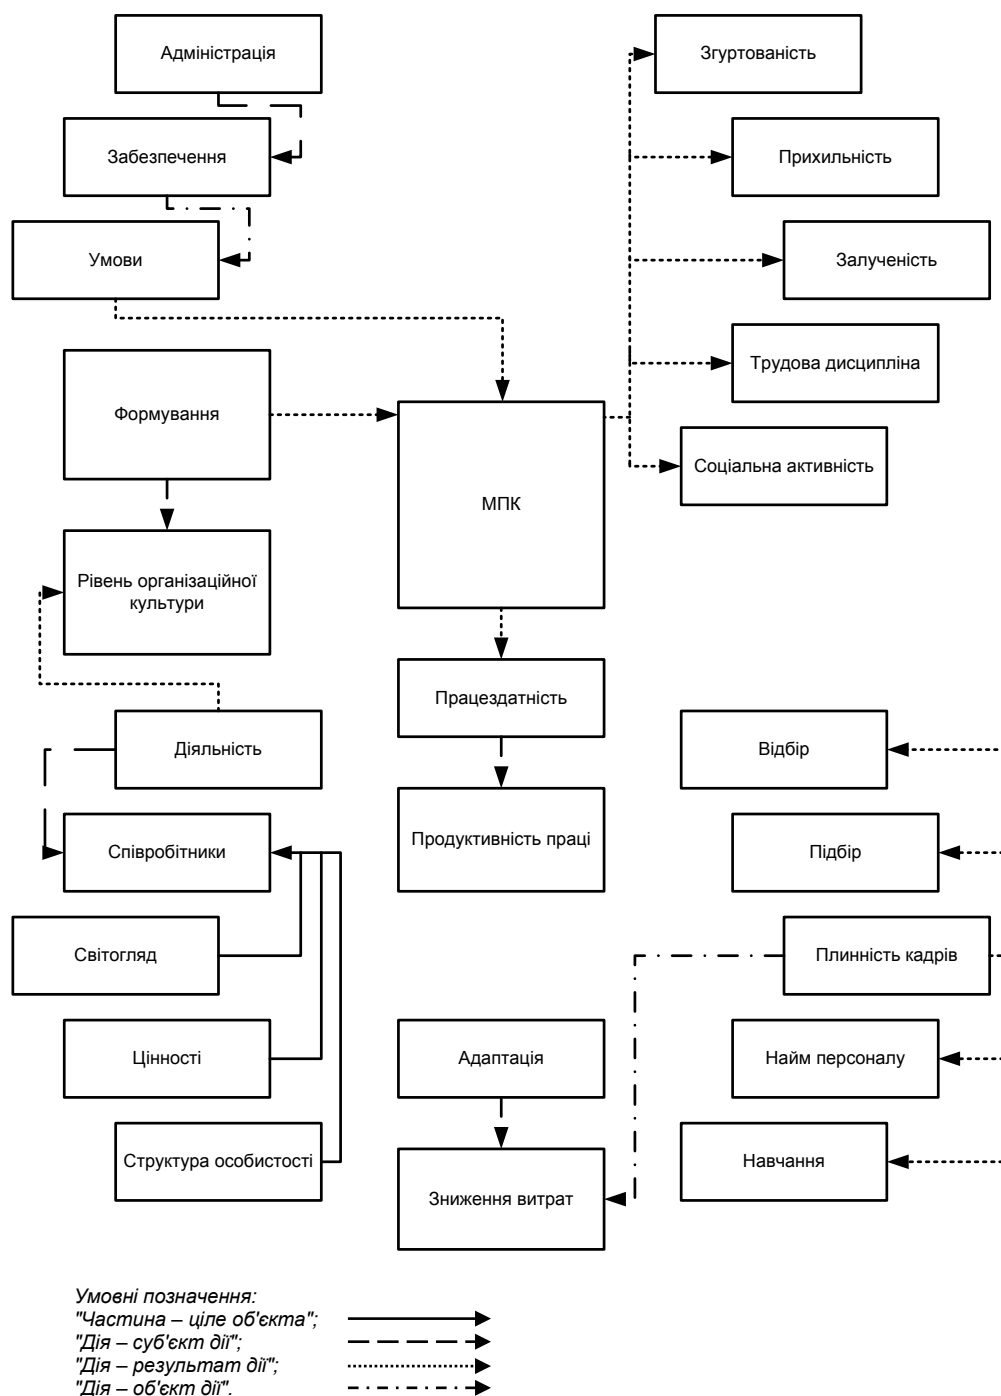 Адміністрація
Забезпечення
Умови
Формування
Рівень організаційної
культури
Діяльність
Співробітники
Світогляд
Цінності
Структура особистості
МПК
Працездатність
Продуктивність праці
Адаптація
Зниження витрат
Згуртованість
Прихильність
Залученість
Трудова дисципліна
Соціальна активність
Відбір
Підбір
Плинність кадрів
Найм персоналу
Навчання
Умовні позначення:
"Частина – ціле об'єкта";
"Дія – суб'єкт дії";
"Дія – результат дії";
"Дія – об'єкт дії".